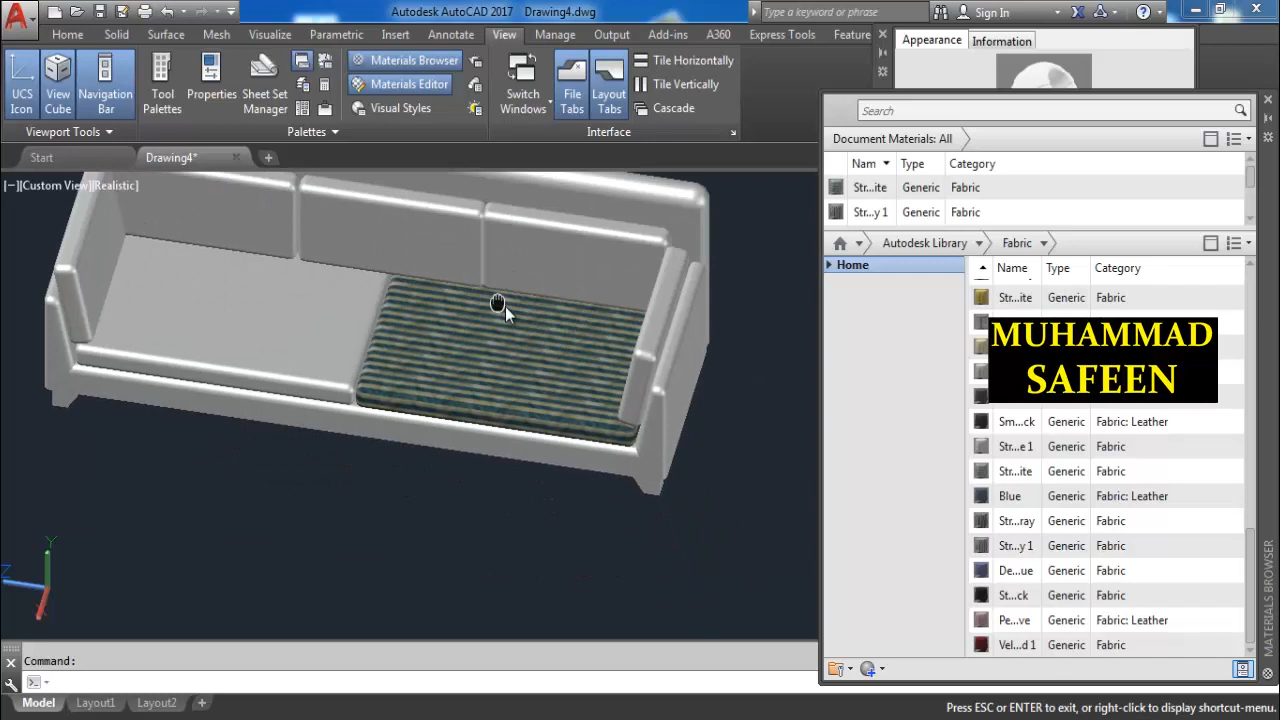 Autodesk AutoCAD 2017 Drawing4.dwg
Type a keyword or phrase
Sign In
Home Solid Surface Mesh Visualize Parametric Insert Annotate View Manage Output Add-ins A360 Express Tools Feature
UCS Icon
View Cube
Navigation Bar
Viewport Tools
Tool Palettes
Properties
Sheet Set Manager
Materials Browser
Materials Editor
Visual Styles
Palettes
Switch Windows
File Tabs
Layout Tabs
Tile Horizontally
Tile Vertically
Cascade
Interface
Start
Drawing4*
[−][Custom View][Realistic]
Y
Z
Command:
Model Layout1 Layout2
Appearance Information
Search
Document Materials: All
Nam Type Category
Str...ite Generic Fabric
Str...y 1 Generic Fabric
Autodesk Library Fabric
Home
Name Type Category
Str...ite Generic Fabric
MUHAMMAD
SAFEEN
Sm...ck Generic Fabric: Leather
Str...e 1 Generic Fabric
Str...ite Generic Fabric
Blue Generic Fabric: Leather
Str...ray Generic Fabric
Str...y 1 Generic Fabric
De...ue Generic Fabric
St...ck Generic Fabric
Pe...ve Generic Fabric: Leather
Vel...d 1 Generic Fabric
MATERIALS BROWSER
Press ESC or ENTER to exit, or right-click to display shortcut-menu.